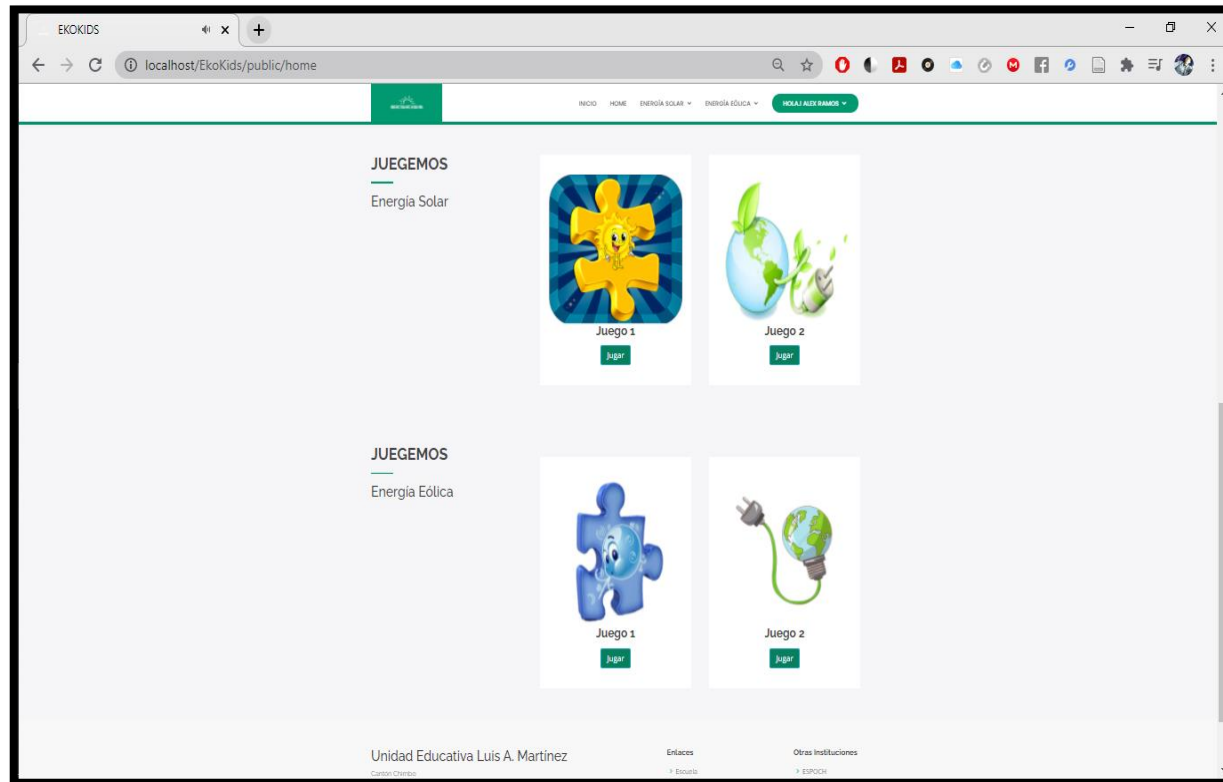 EKOKIDS
localhost/EkoKids/public/home
INICIO HOME ENERGÍA SOLAR ENERGÍA EÓLICA HOLA./ ALEX RAMOS
JUEGEMOS
Energía Solar
Juego 1
Jugar
Juego 2
Jugar
JUEGEMOS
Energía Eólica
Juego 1
Jugar
Juego 2
Jugar
Unidad Educativa Luis A. Martínez
Cantón Chimbo
Enlaces
Escuela
Otras Instituciones
ESPOCH